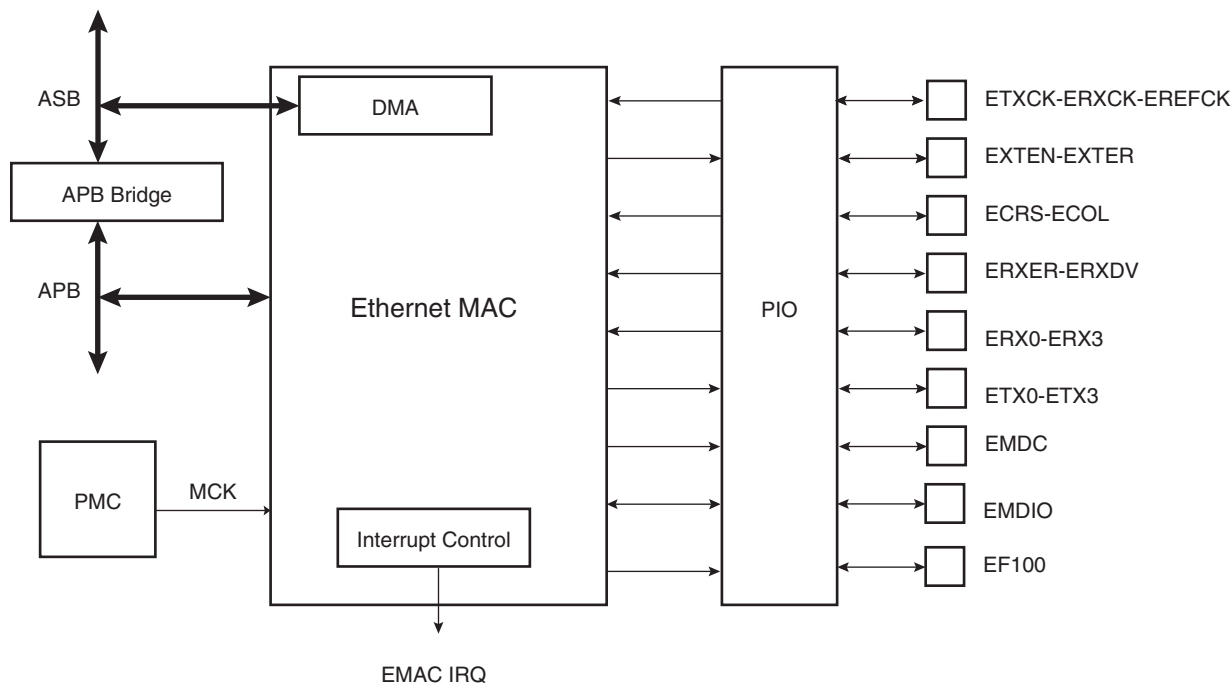 ASB
DMA
ETXCK-ERXCK-EREFCK
EXTEN-EXTER
APB Bridge
ECRS-ECOL
ERXER-ERXDV
APB
Ethernet MAC
PIO
ERX0-ERX3
ETX0-ETX3
EMDC
PMC
MCK
EMDIO
Interrupt Control
EF100
EMAC IRQ